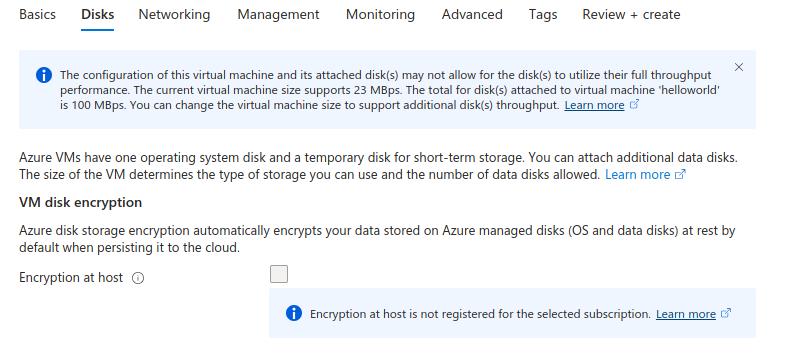 Basics Disks Networking Management Monitoring Advanced Tags Review + create
The configuration of this virtual machine and its attached disk(s) may not allow for the disk(s) to utilize their full throughput
performance. The current virtual machine size supports 23 MBps. The total for disk(s) attached to virtual machine 'helloworld'
is 100 MBps. You can change the virtual machine size to support additional disk(s) throughput. Learn more
Azure VMs have one operating system disk and a temporary disk for short-term storage. You can attach additional data disks.
The size of the VM determines the type of storage you can use and the number of data disks allowed. Learn more
VM disk encryption
Azure disk storage encryption automatically encrypts your data stored on Azure managed disks (OS and data disks) at rest by
default when persisting it to the cloud.
Encryption at host
Encryption at host is not registered for the selected subscription. Learn more